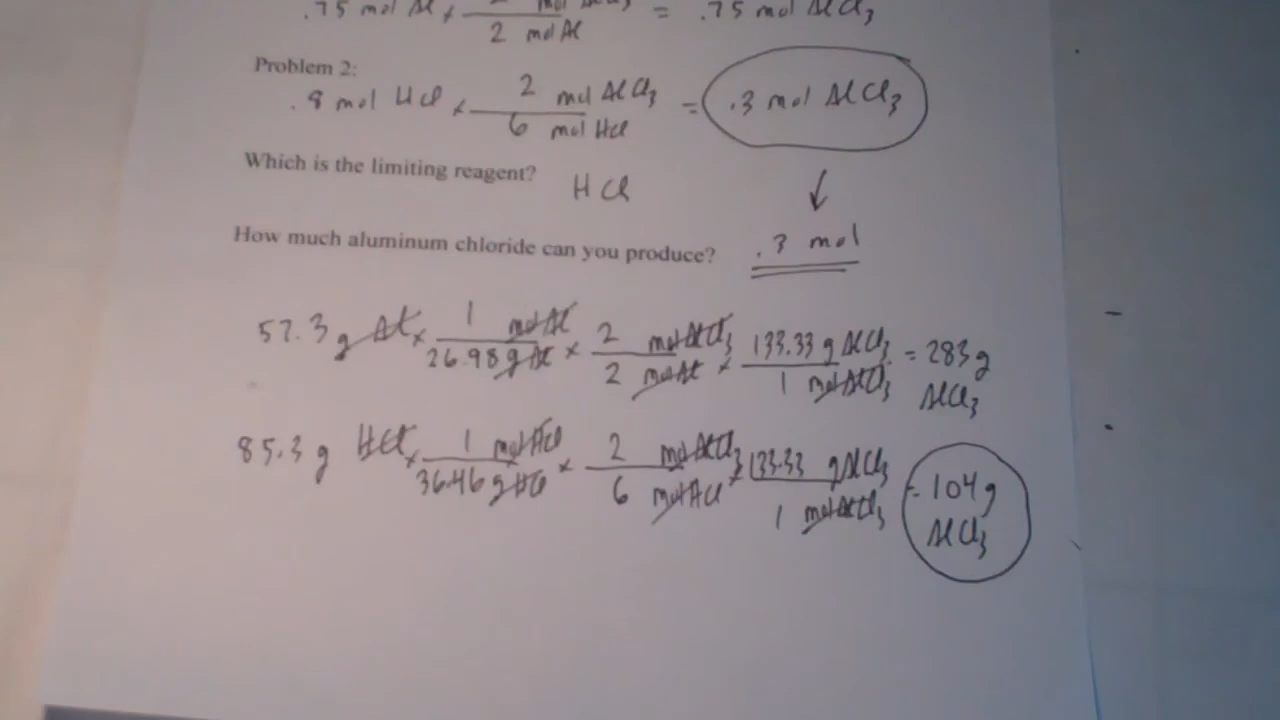 .75 mol Al x mol = .75 mol AlCl3
2 mol Al
Problem 2:
.8 mol HCl x 2 mol AlCl3 = .3 mol AlCl3
6 mol HCl
Which is the limiting reagent? HCl
How much aluminum chloride can you produce? .3 mol
57.3 g Al x 1 mol Al x 2 mol AlCl3 x 133.33 g AlCl3 = 283 g
26.98 g Al 2 mol Al 1 mol AlCl3 AlCl3
85.3 g HCl x 1 mol HCl x 2 mol AlCl3 x 133.33 g AlCl3 = 104 g
36.46 g HCl 6 mol HCl 1 mol AlCl3 AlCl3